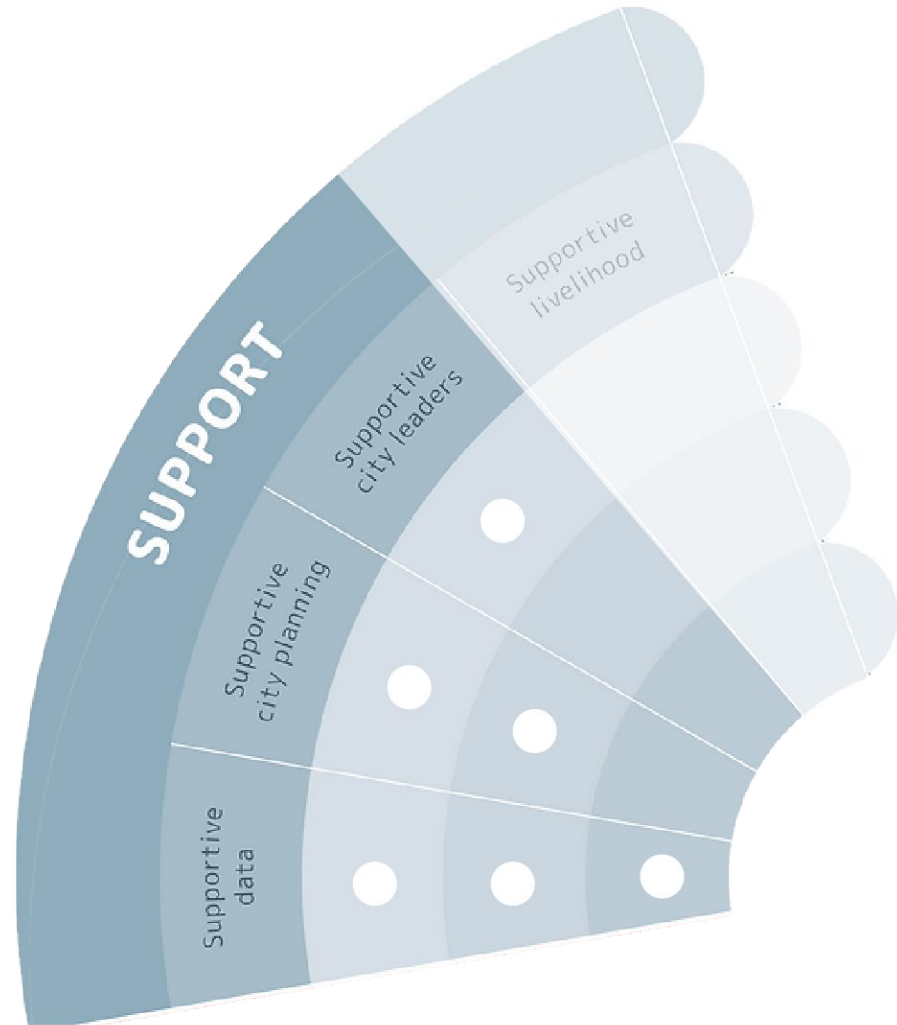 SUPPORT
Supportive
livelihood
Supportive
city leaders
Supportive
city planning
Supportive
data